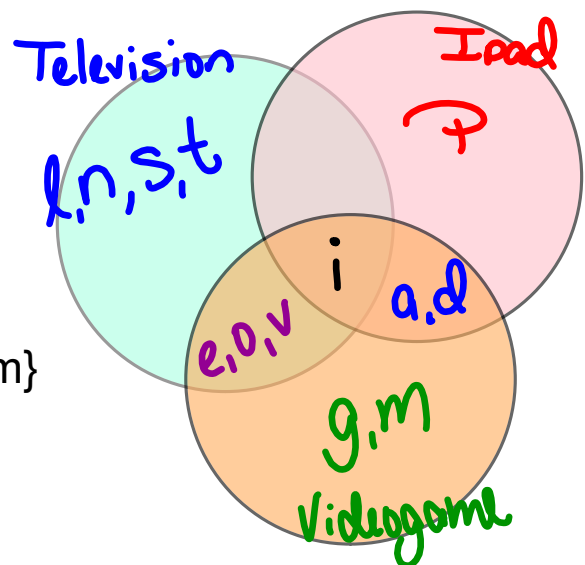 Television
Ipad
l,n,s,t
P
i
a,d
e,o,v
m}
g,m
Videogame